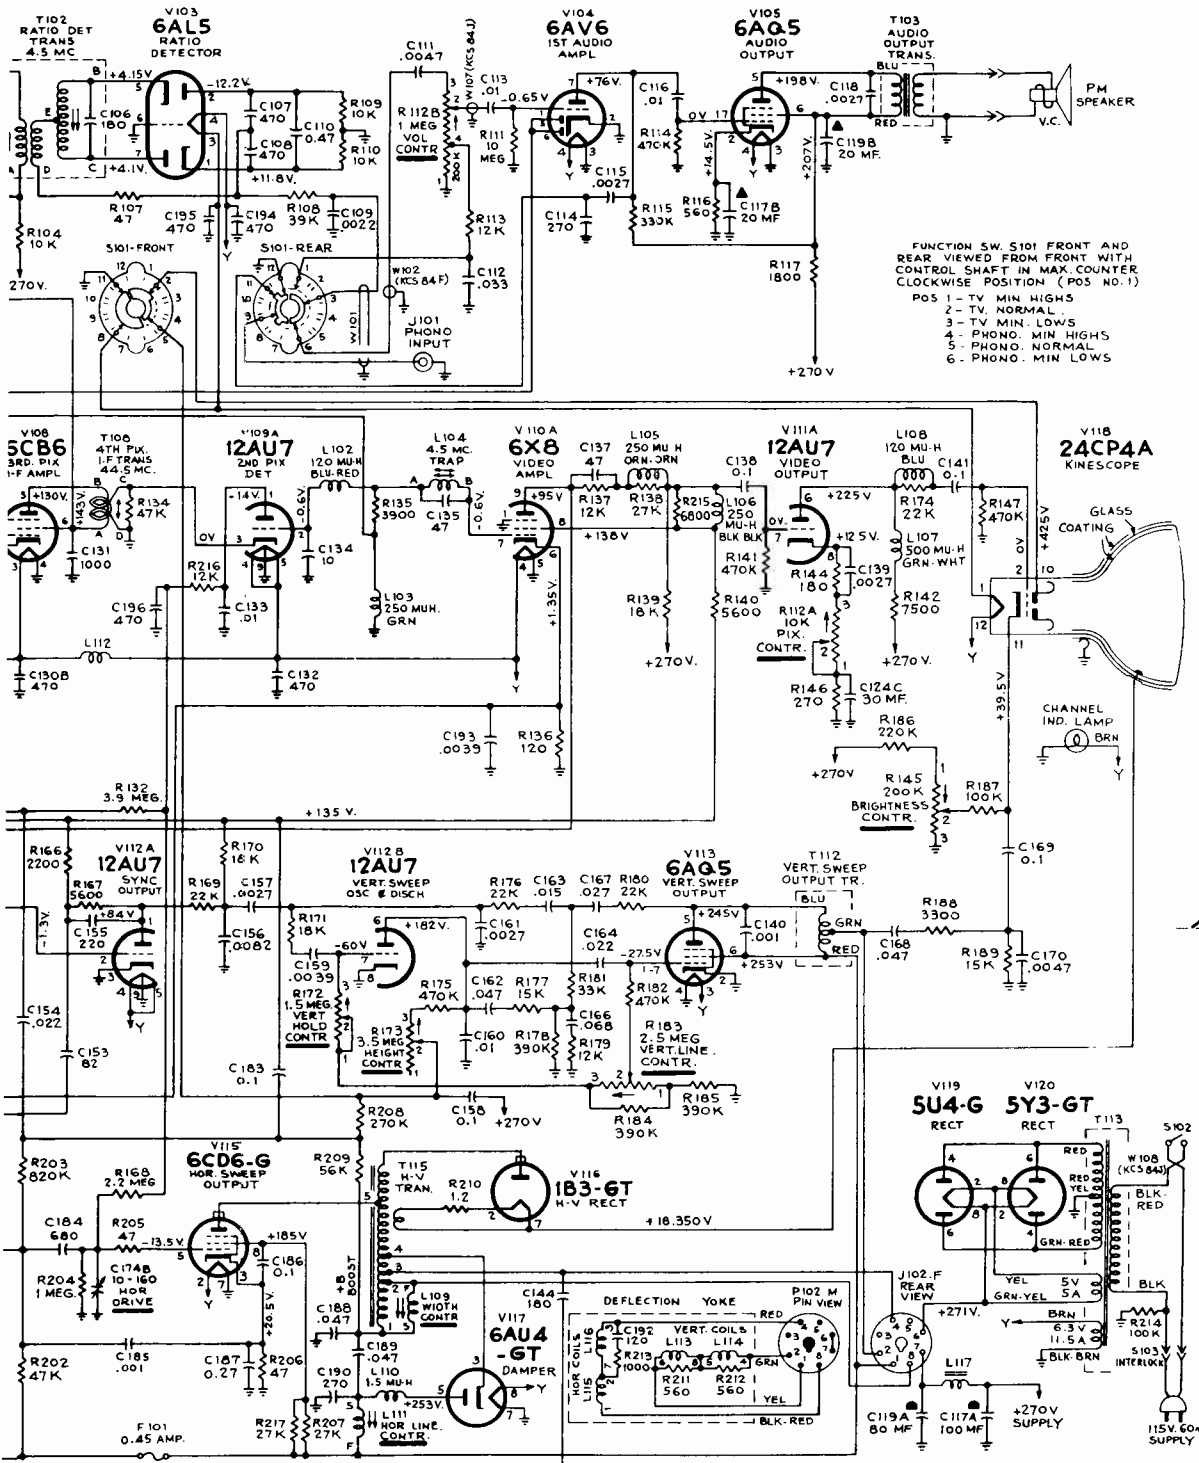 T102
RATIO DET
TRANS
4.5 MC
V103
6AL5
RATIO
DETECTOR
C111
.0047
W107 (KCS 84J)
C113
.01
V104
6AV6
1ST AUDIO
AMPL
V105
6AQ5
AUDIO
OUTPUT
T103
AUDIO
OUTPUT
TRANS.
BLU
RED
PM
SPEAKER
V.C.
+4.15V
-12.2V
C106
180
C107
470
C108
470
C110
0.47
R109
10K
R110
10K
R112B
1 MEG
VOL
CONTR
200K
-0.65V
R111
10
MEG
+76V.
C116
.01
0V
R114
470K
+198V.
C118
.0027
C119B
20 MF.
+207V.
+14.5V.
+4.1V.
+11.8V.
R107
47
R108
39K
C109
.0022
C195
470
C194
470
R104
10K
270V.
R113
12K
C112
.033
C115
.0027
C114
270
R115
330K
R116
560
C117B
20 MF
R117
1800
+270V
S101-FRONT
S101-REAR
W102
(KCS84F)
W101
J101
PHONO
INPUT
FUNCTION SW. S101 FRONT AND
REAR VIEWED FROM FRONT WITH
CONTROL SHAFT IN MAX. COUNTER
CLOCKWISE POSITION (POS NO.1)
POS 1 - TV MIN HIGHS
2 - TV. NORMAL.
3 - TV MIN. LOWS
4 - PHONO. MIN HIGHS
5 - PHONO. NORMAL
6 - PHONO. MIN LOWS
V108
6CB6
3RD. PIX
I-F AMPL
T108
4TH PIX.
I-F TRANS
44.5 MC.
V109A
12AU7
2ND PIX
DET
L102
120 MU-H
BLU-RED
L104
4.5 MC.
TRAP
V110A
6X8
VIDEO
AMPL
C137
47
L105
250 MU H
ORN-ORN
C138
0.1
V111A
12AU7
VIDEO
OUTPUT
L108
120 MU-H
BLU
C141
0.1
V118
24CP4A
KINESCOPE
GLASS
COATING
+130V.
+143V.
R134
47K
-.14V.
-0.6V.
R135
3900
C135
47
-0.6V.
+95V
R137
12K
R138
27K
R215
6800
L106
250
MU-H
BLK BLK
+138V
0V.
+225V
R174
22K
R147
470K
0V
+425V
C131
1000
0V
C134
10
R141
470K
+125V.
C139
.0027
R144
180
L107
500 MU-H
GRN-WHT
R216
12K
C196
470
C133
.01
L103
250 MUH.
GRN
+1.35V.
R139
18K
R140
5600
R112A
10K
PIX.
CONTR.
R142
7500
L112
+270V.
+270V.
C130B
470
C132
470
R146
270
C124C
30 MF.
+39.5V
C193
.0039
R136
120
R186
220K
+270V
CHANNEL
IND. LAMP
BRN
Y
R132
3.9 MEG.
+135 V.
R145
200K
BRIGHTNESS
CONTR.
R187
100K
C169
0.1
R166
2200
V112A
12AU7
SYNC
OUTPUT
R170
18K
V112B
12AU7
VERT. SWEEP
OSC & DISCH
V113
6AQ5
VERT. SWEEP
OUTPUT
T112
VERT. SWEEP
OUTPUT TR.
BLU
GRN
RED
R167
5600
+84V
C155
220
-1.3V.
R169
22K
C157
.0027
C156
.0082
R171
18K
-60V
+182V.
R176
22K
C163
.015
C167
.027
R180
22K
C161
.0027
C164
.022
-27.5V
+245V
C140
.001
+253V
C168
.047
R188
3300
R189
15K
C170
.0047
C159
.0039
R172
1.5 MEG.
VERT
HOLD
CONTR
R175
470K
C162
.047
R177
15K
R181
33K
R182
470K
R173
3.5 MEG
HEIGHT
CONTR
C160
.01
R178
390K
C166
.068
R179
12K
R183
2.5 MEG
VERT. LINE.
CONTR.
C154
.022
C153
82
C183
0.1
C158
0.1
+270V
R184
390K
R185
390K
R208
270K
V119
5U4-G
RECT
V120
5Y3-GT
RECT
T113
S102
W108
(KCS 84J)
RED
RED
YEL
GRN-RED
BLK-
RED
R203
820K
R168
2.2 MEG
V115
6CD6-G
HOR. SWEEP
OUTPUT
R209
56K
T115
H-V
TRAN.
R210
1.2
V116
1B3-GT
H-V RECT
+18,350V
C184
680
R205
47
-13.5V.
+185V
C186
0.1
R204
1 MEG.
C174B
10-160
HOR
DRIVE
+20.5V.
+B
BOOST
L109
WIDTH
CONTR
C188
.047
C189
.047
V117
6AU4
-GT
DAMPER
C144
180
J102-F
REAR
VIEW
+271V.
YEL
GRN-YEL
5V
5A
BRN
6.3V
11.5A
BLK-BRN
BLK
R214
100K
S103
INTERLOCK
DEFLECTION YOKE
P102 M
PIN VIEW
HOR COILS
L116
L115
C192
120
R213
1000
VERT. COILS
L113
L114
R211
560
R212
560
RED
GRN
YEL
BLK-RED
C185
.001
R202
47K
C187
0.27
R206
47
C190
270
L110
1.5 MU-H
+253V.
L111
HOR LINE.
CONTR.
R217
27K
R207
27K
F101
0.45 AMP.
C119A
80 MF
L117
C117A
100 MF
+270V
SUPPLY